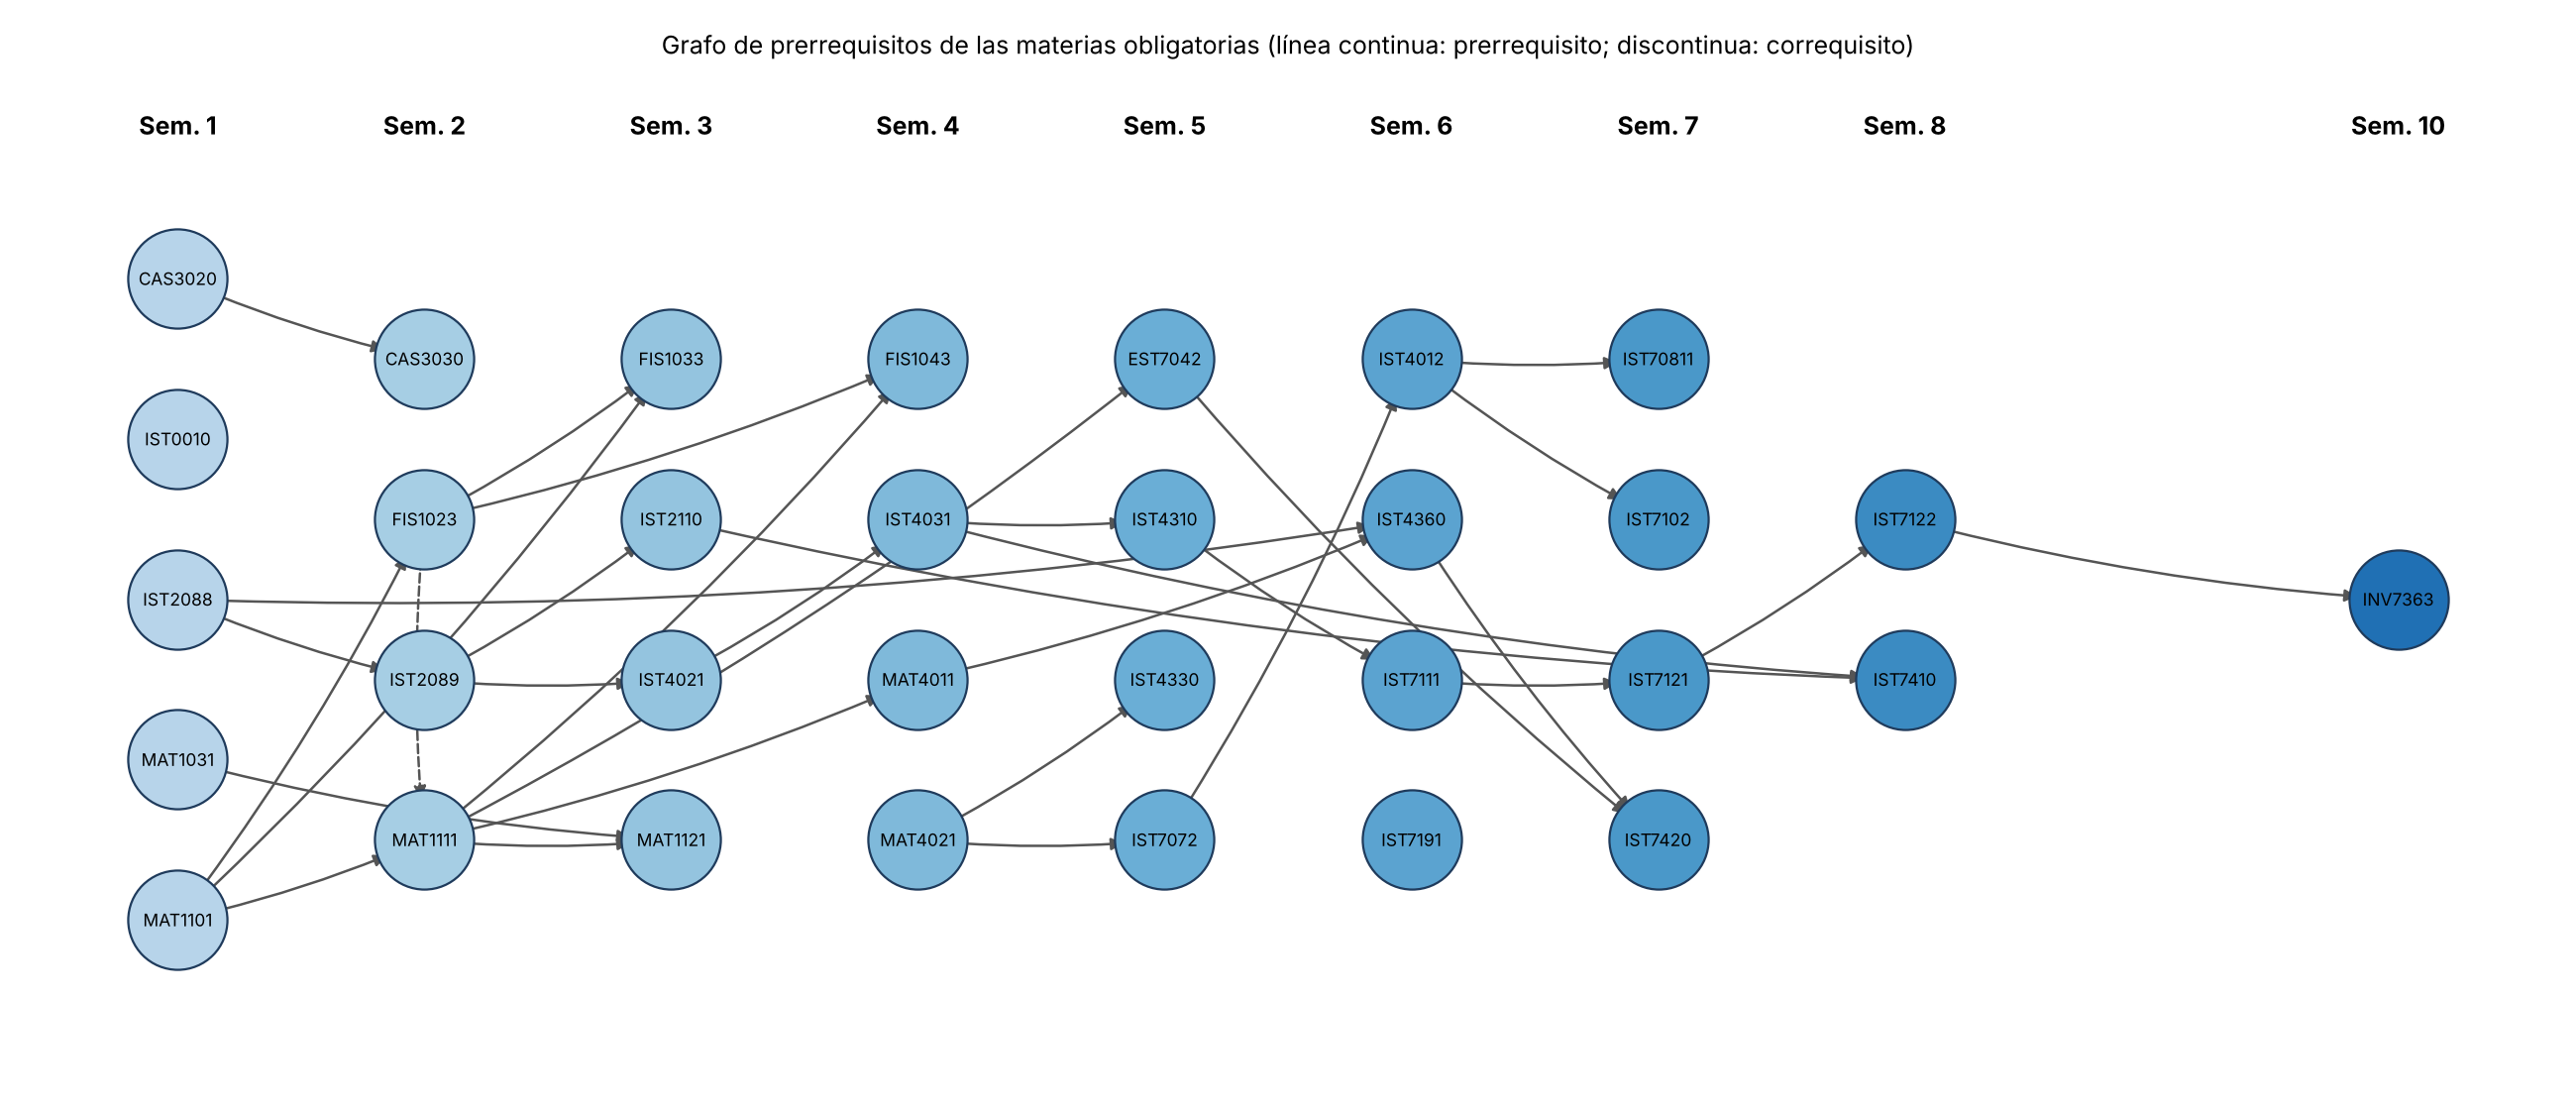 Grafo de prerrequisitos de las materias obligatorias (línea continua: prerrequisito; discontinua: correquisito)
Sem. 1
Sem. 2
Sem. 3
Sem. 4
Sem. 5
Sem. 6
Sem. 7
Sem. 8
Sem. 10
CAS3020
IST0010
IST2088
MAT1031
MAT1101
CAS3030
FIS1023
IST2089
MAT1111
FIS1033
IST2110
IST4021
MAT1121
FIS1043
IST4031
MAT4011
MAT4021
EST7042
IST4310
IST4330
IST7072
IST4012
IST4360
IST7111
IST7191
IST70811
IST7102
IST7121
IST7420
IST7122
IST7410
INV7363